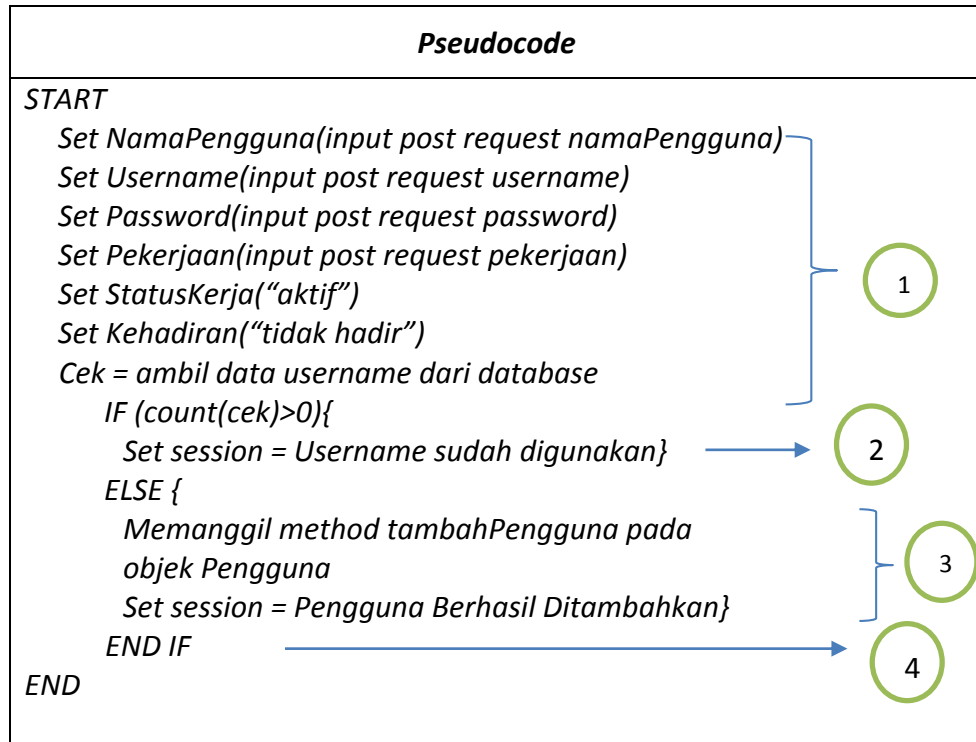 Pseudocode
START
Set NamaPengguna(input post request namaPengguna)
Set Username(input post request username)
Set Password(input post request password)
Set Pekerjaan(input post request pekerjaan)
Set StatusKerja(“aktif”)
Set Kehadiran(“tidak hadir”)
Cek = ambil data username dari database
IF (count(cek)>0){
Set session = Username sudah digunakan}
ELSE {
Memanggil method tambahPengguna pada
objek Pengguna
Set session = Pengguna Berhasil Ditambahkan}
END IF
END
1
2
3
4